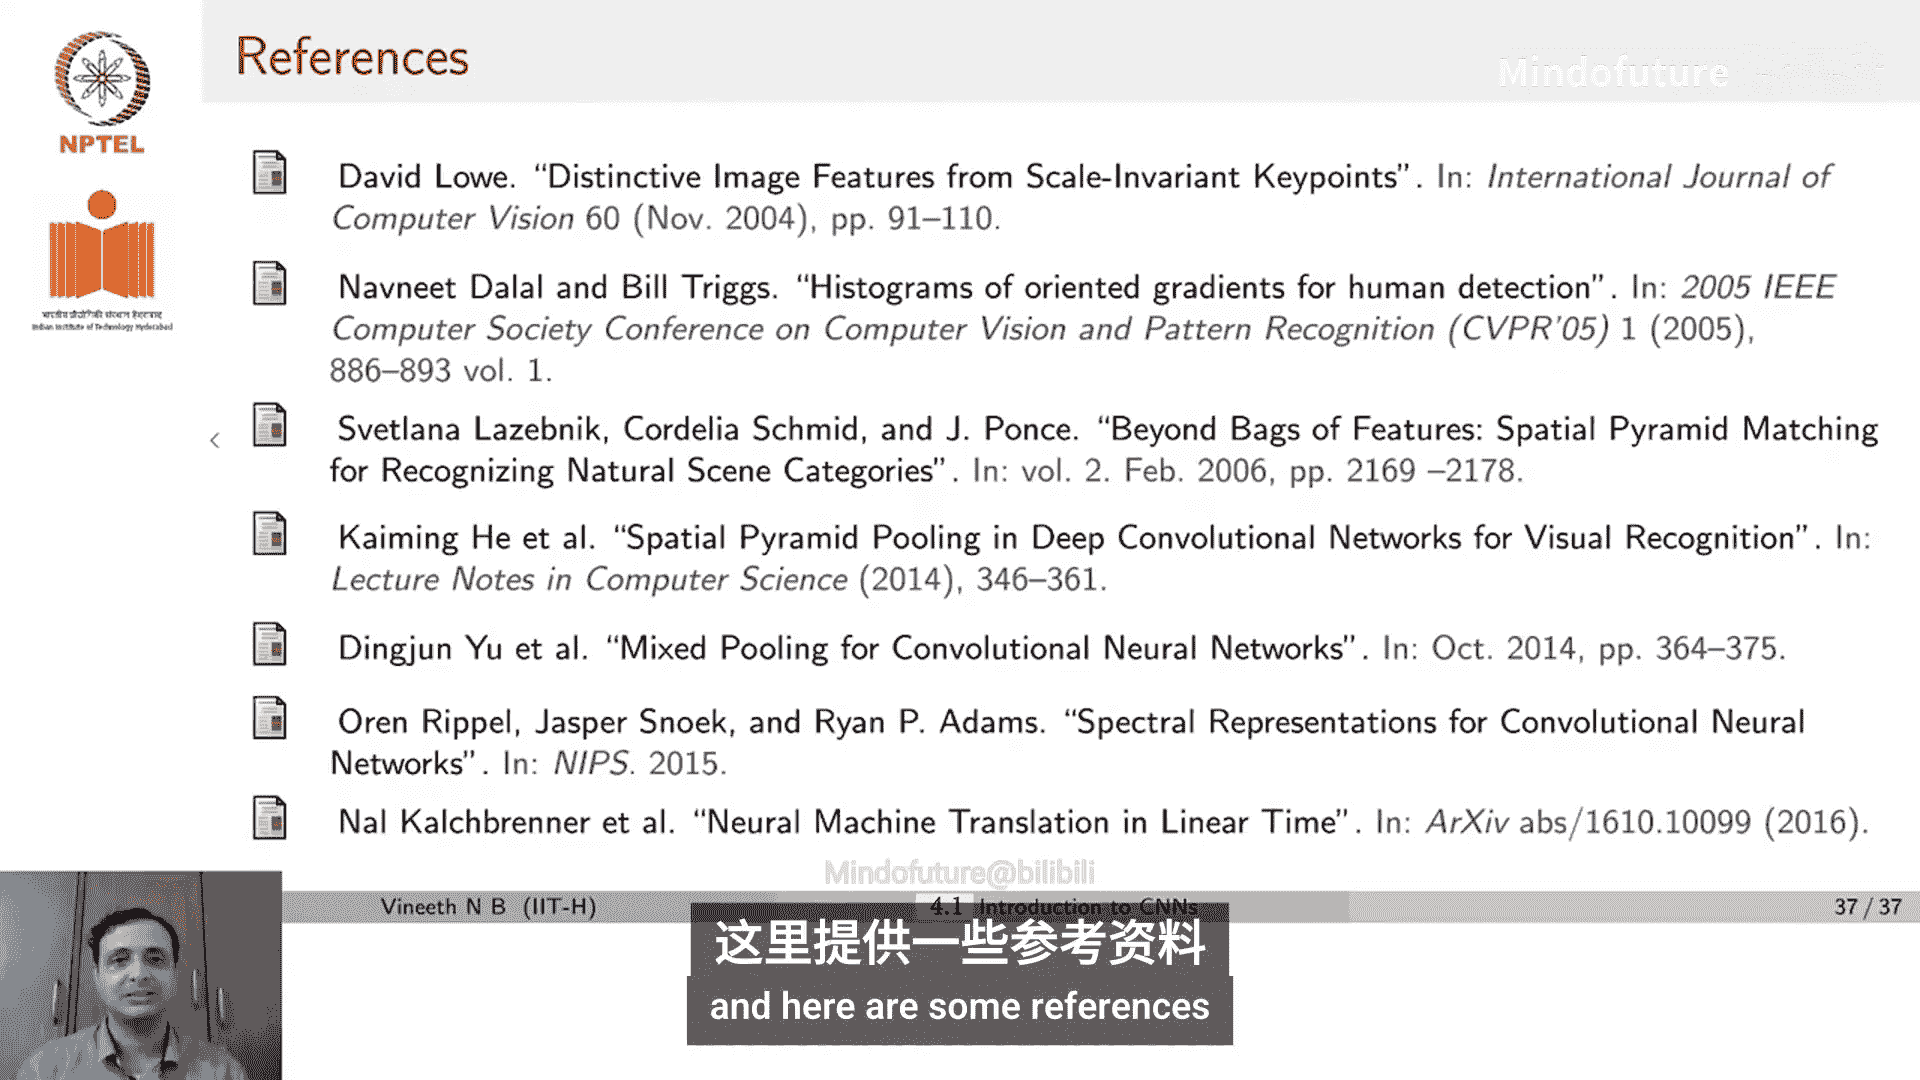 References
Mindofuture
NPTEL
Indian Institute of Technology Hyderabad
David Lowe. “Distinctive Image Features from Scale-Invariant Keypoints”. In: International Journal of
Computer Vision 60 (Nov. 2004), pp. 91–110.
Navneet Dalal and Bill Triggs. “Histograms of oriented gradients for human detection”. In: 2005 IEEE
Computer Society Conference on Computer Vision and Pattern Recognition (CVPR’05) 1 (2005),
886–893 vol. 1.
Svetlana Lazebnik, Cordelia Schmid, and J. Ponce. “Beyond Bags of Features: Spatial Pyramid Matching
for Recognizing Natural Scene Categories”. In: vol. 2. Feb. 2006, pp. 2169 –2178.
Kaiming He et al. “Spatial Pyramid Pooling in Deep Convolutional Networks for Visual Recognition”. In:
Lecture Notes in Computer Science (2014), 346–361.
Dingjun Yu et al. “Mixed Pooling for Convolutional Neural Networks”. In: Oct. 2014, pp. 364–375.
Oren Rippel, Jasper Snoek, and Ryan P. Adams. “Spectral Representations for Convolutional Neural
Networks”. In: NIPS. 2015.
Nal Kalchbrenner et al. “Neural Machine Translation in Linear Time”. In: ArXiv abs/1610.10099 (2016).
Mindofuture@bilibili
Vineeth N B (IIT-H)
4.1 Introduction to CNNs
37 / 37
这里提供一些参考资料
and here are some references